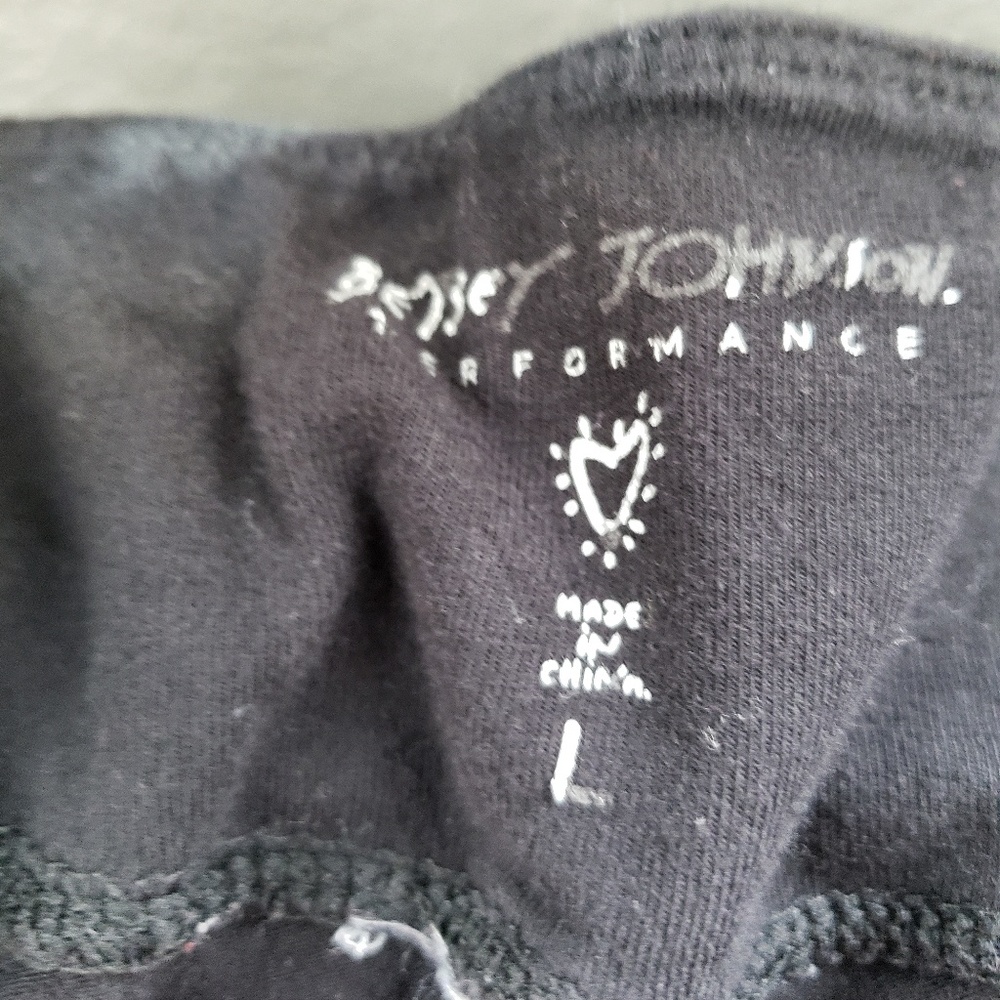 BETSEY JOHNSON.
PERFORMANCE
MADE
IN
CHINA.
L